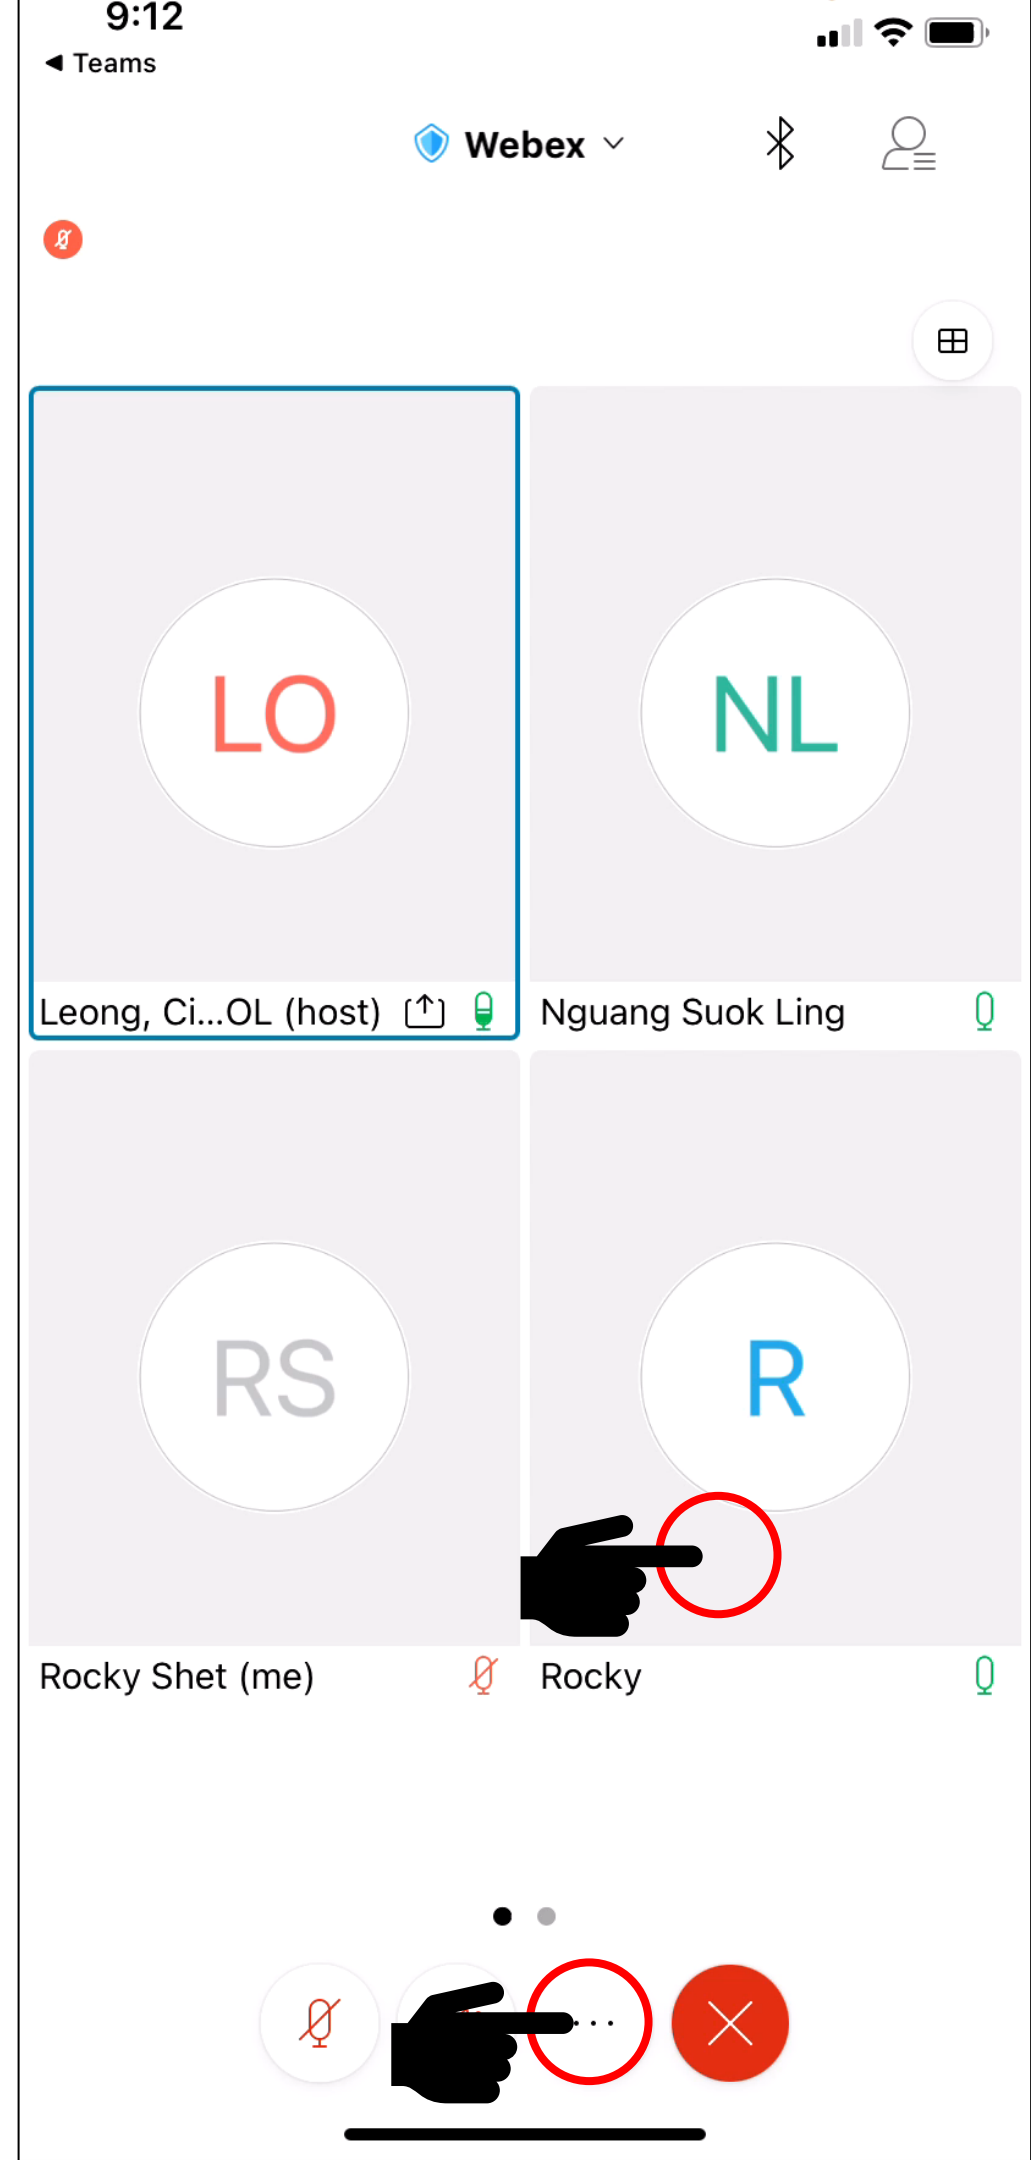 9:12
◀ Teams
Webex
LO
NL
Leong, Ci...OL (host)
Nguang Suok Ling
RS
R
Rocky Shet (me)
Rocky